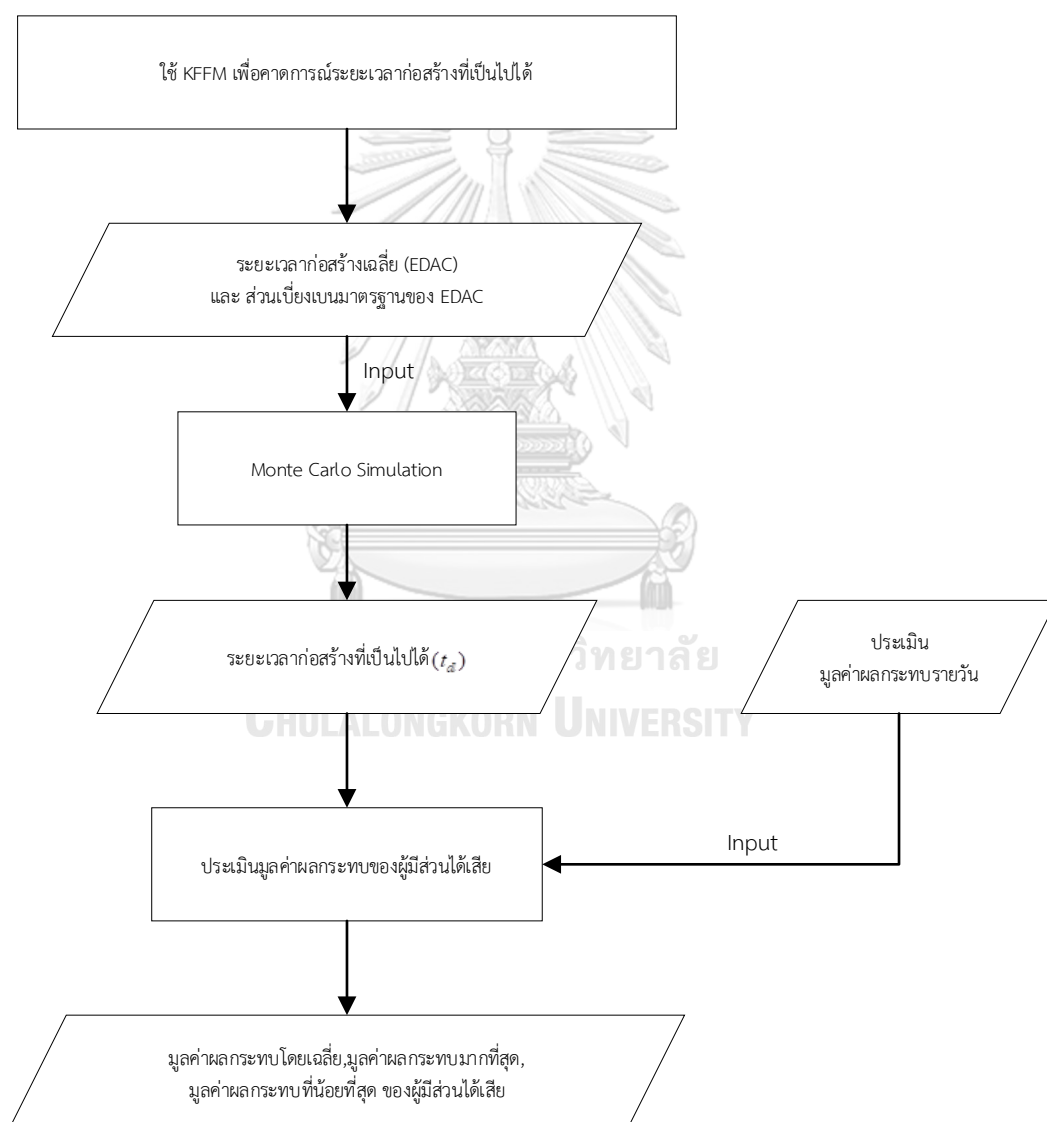 ใช้ KFFM เพื่อคาดการณ์ระยะเวลาก่อสร้างที่เป็นไปได้
ระยะเวลาก่อสร้างเฉลี่ย (EDAC)
และ ส่วนเบี่ยงเบนมาตรฐานของ EDAC
Input
Monte Carlo Simulation
ระยะเวลาก่อสร้างที่เป็นไปได้
ประเมิน
มูลค่าผลกระทบรายวัน
วิทยาลัย
CHULALONGKORN UNIVERSITY
Input
ประเมินมูลค่าผลกระทบของผู้มีส่วนได้เสีย
มูลค่าผลกระทบโดยเฉลี่ย,มูลค่าผลกระทบมากที่สุด,
มูลค่าผลกระทบที่น้อยที่สุด ของผู้มีส่วนได้เสีย